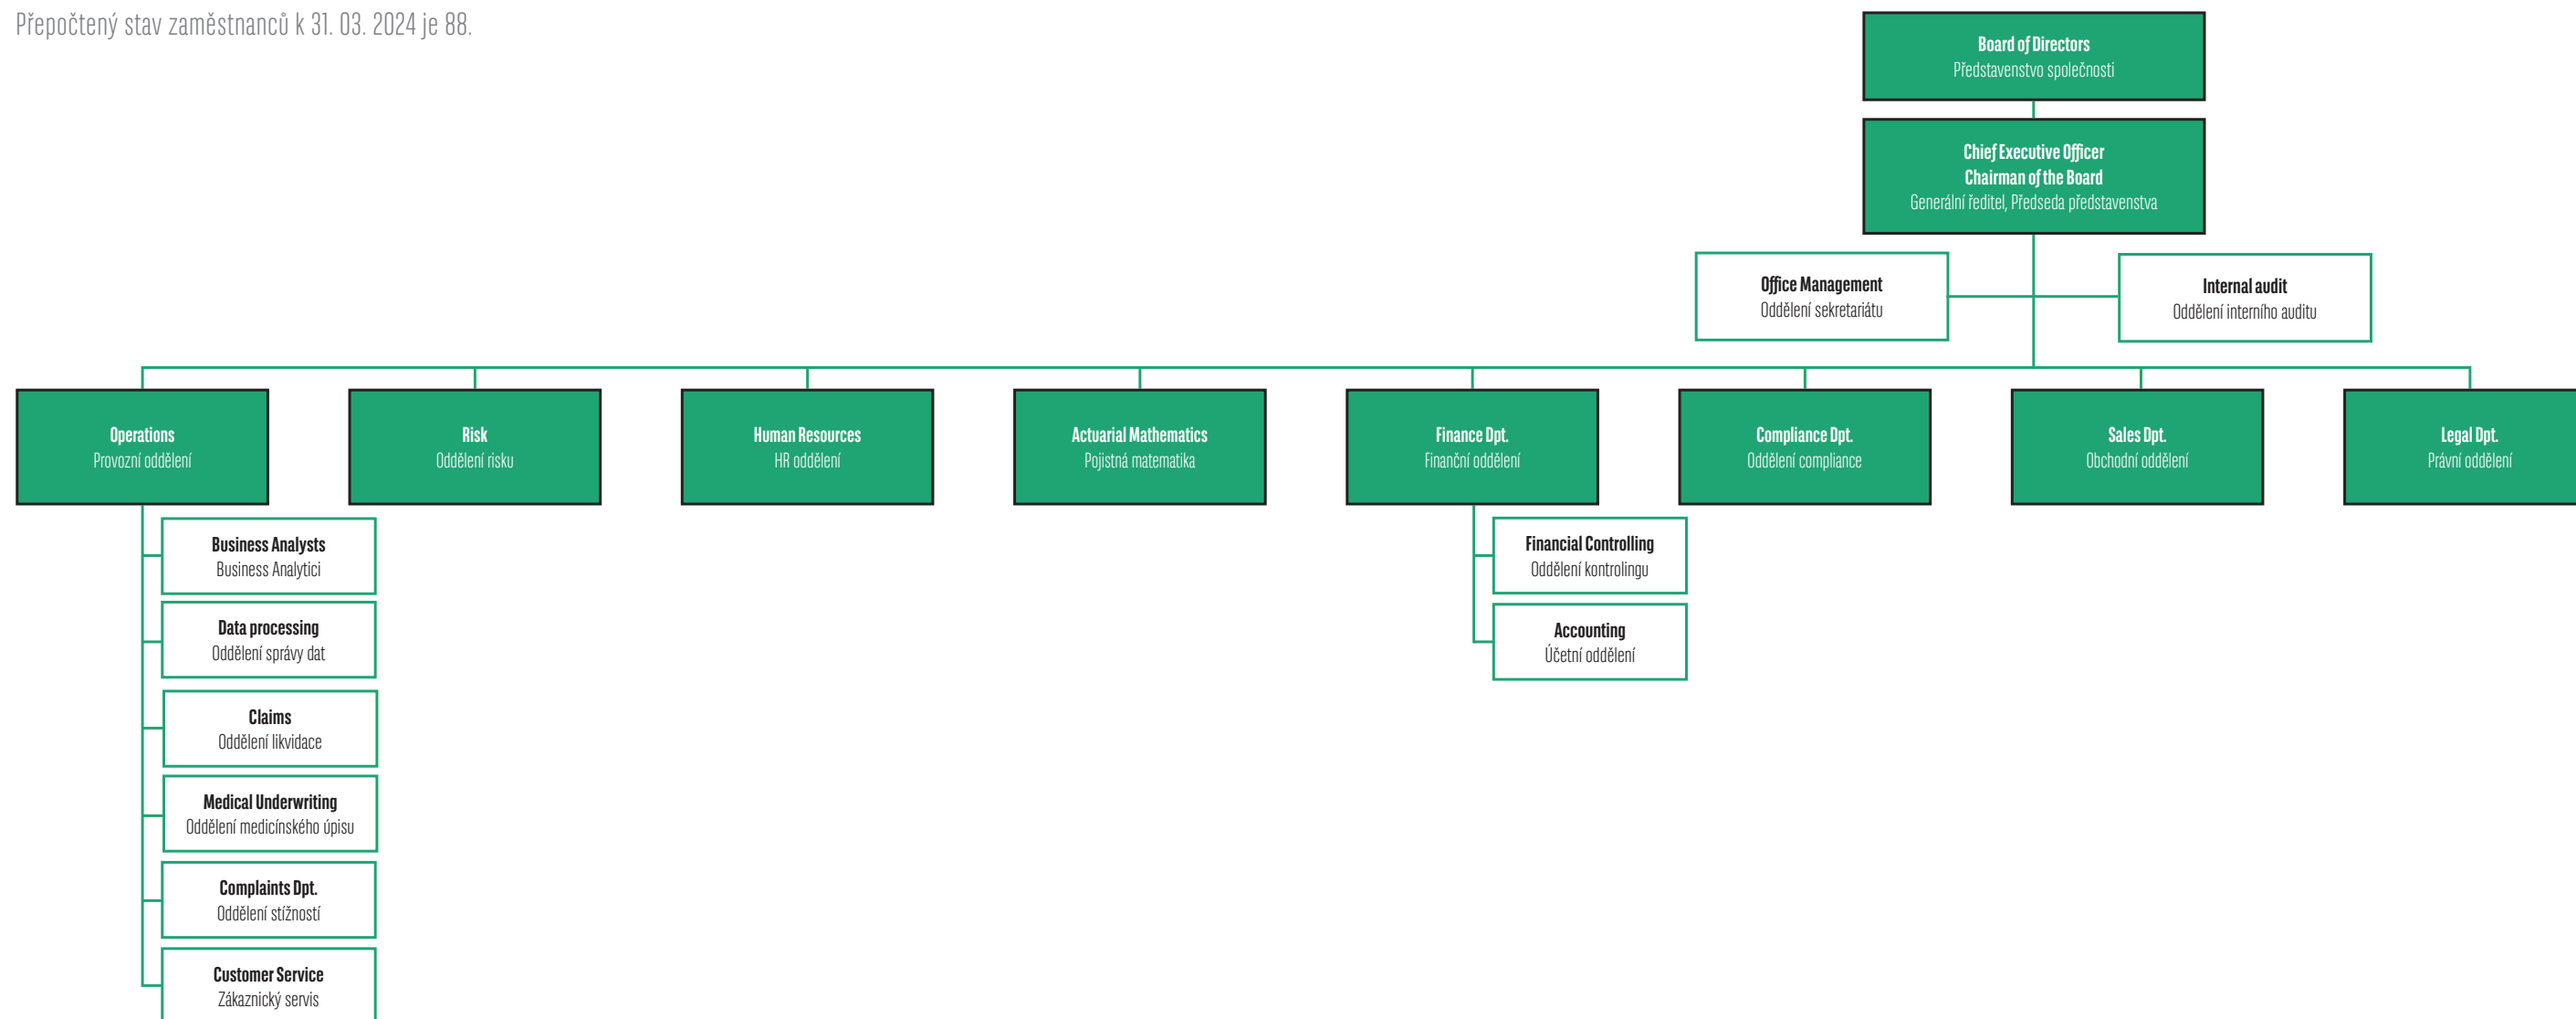 Přepočtený stav zaměstnanců k 31. 03. 2024 je 88.
Board of Directors
Představenstvo společnosti
Chief Executive Officer
Chairman of the Board
Generální ředitel, Předseda představenstva
Office Management
Oddělení sekretariátu
Internal audit
Oddělení interního auditu
Operations
Provozní oddělení
Risk
Oddělení risku
Human Resources
HR oddělení
Actuarial Mathematics
Pojistná matematika
Finance Dpt.
Finanční oddělení
Compliance Dpt.
Oddělení compliance
Sales Dpt.
Obchodní oddělení
Legal Dpt.
Právní oddělení
Business Analysts
Business Analytici
Data processing
Oddělení správy dat
Claims
Oddělení likvidace
Medical Underwriting
Oddělení medicínského úpisu
Complaints Dpt.
Oddělení stížností
Customer Service
Zákaznický servis
Financial Controlling
Oddělení kontrolingu
Accounting
Účetní oddělení